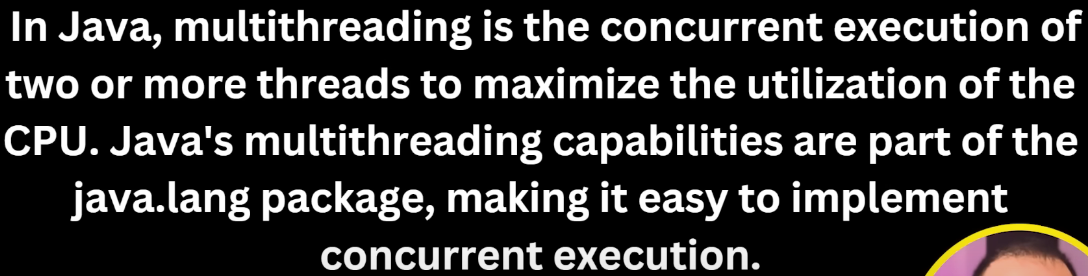 In Java, multithreading is the concurrent execution of
two or more threads to maximize the utilization of the
CPU. Java's multithreading capabilities are part of the
java.lang package, making it easy to implement
concurrent execution.